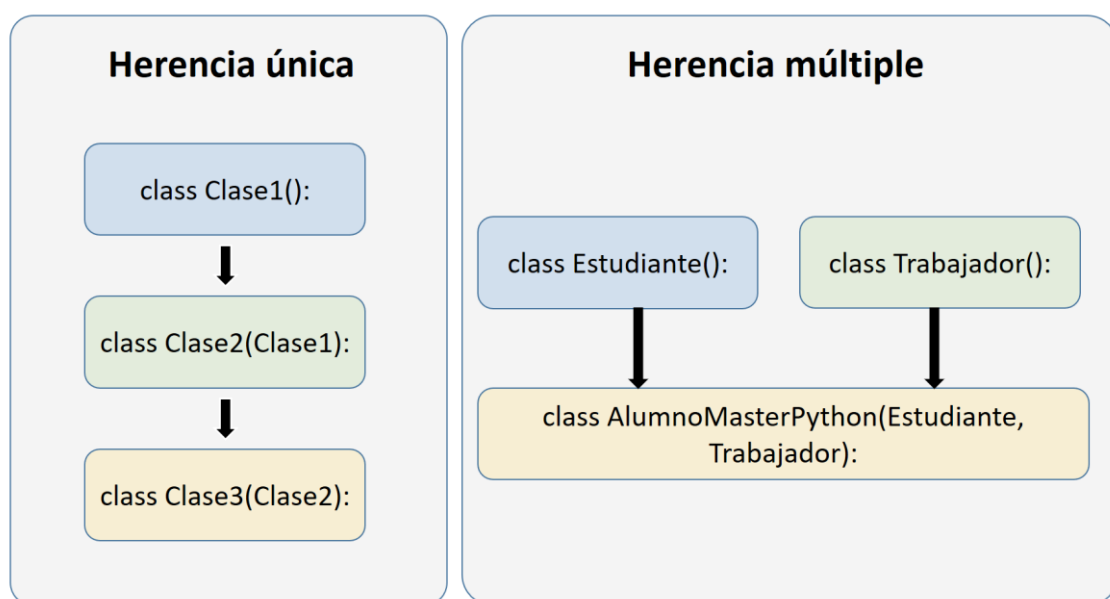 Herencia única
class Clase1():
class Clase2(Clase1):
class Clase3(Clase2):
Herencia múltiple
class Estudiante():
class Trabajador():
class AlumnoMasterPython(Estudiante,
Trabajador):